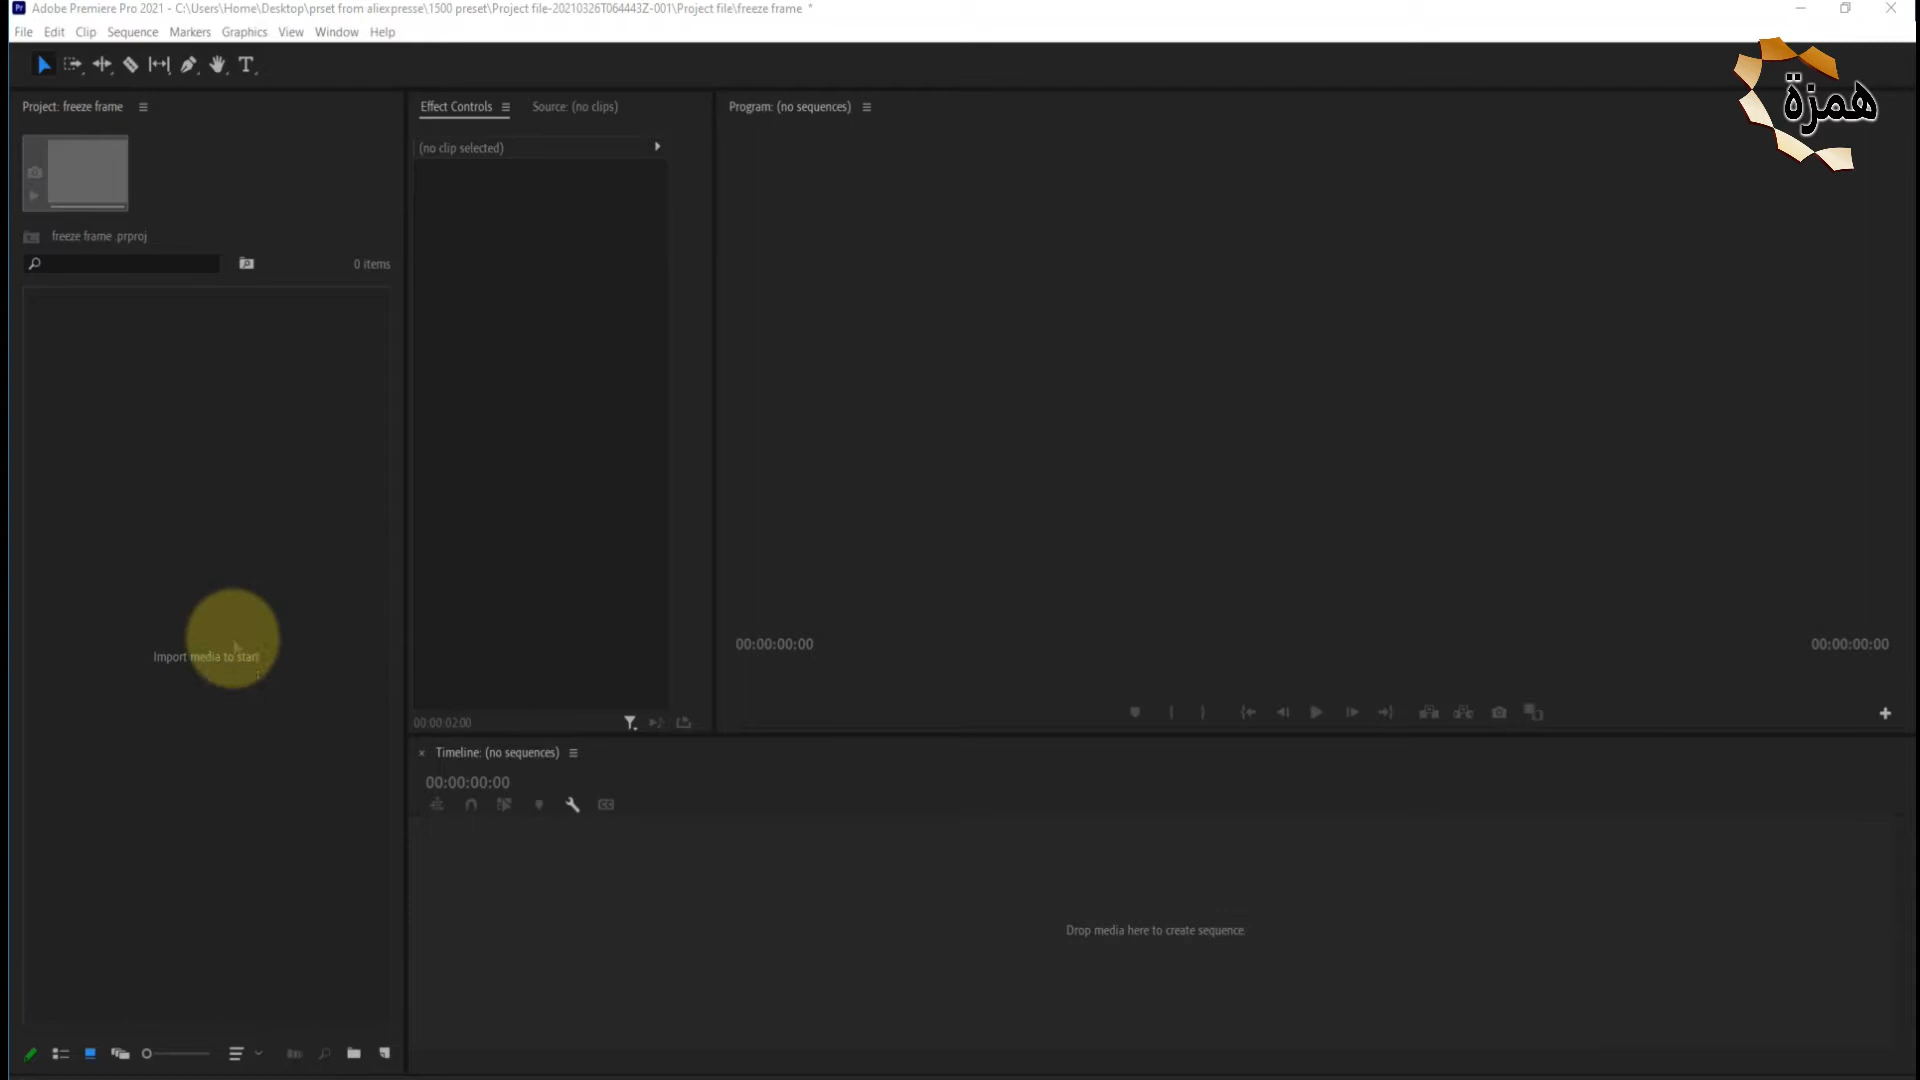 Adobe Premiere Pro 2021 - C:\Users\Home\Desktop\prset from aliexpresse\1500 preset\Project file-20210326T064443Z-001\Project file\freeze frame *
File Edit Clip Sequence Markers Graphics View Window Help
همزة
Project: freeze frame
Effect Controls
Source: (no clips)
Program: (no sequences)
(no clip selected)
freeze frame .prproj
0 items
Import media to start
00:00:00:00
00:00:00:00
00:00:02:00
Timeline: (no sequences)
00:00:00:00
Drop media here to create sequence.